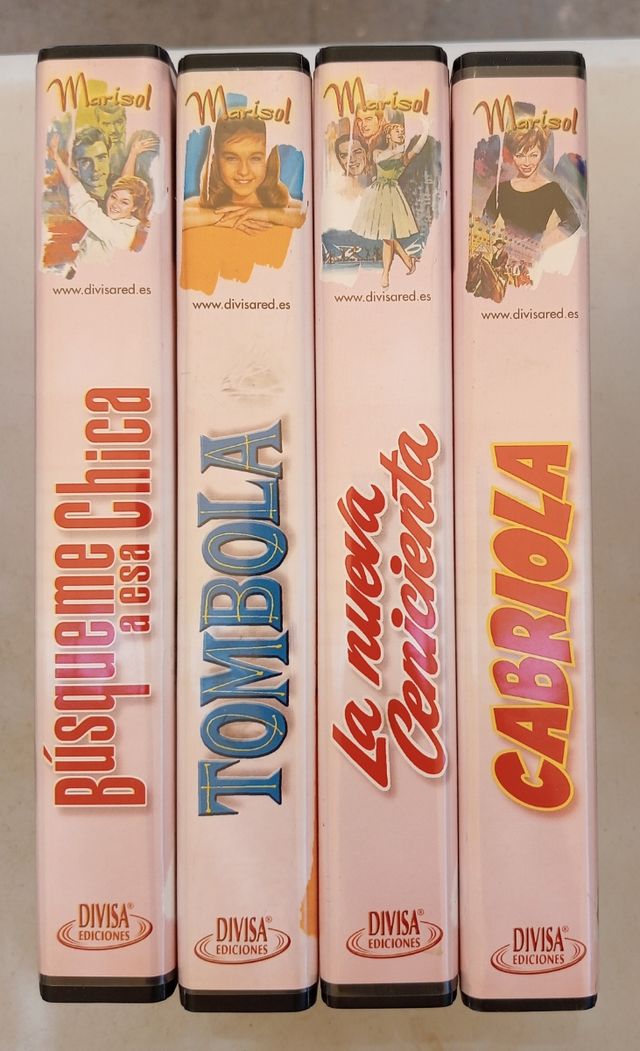 Marisol
www.divisared.es
Búsqueme
a esa Chica
DIVISA®
EDICIONES
Marisol
www.divisared.es
TOMBOLA
DIVISA®
EDICIONES
Marisol
www.divisared.es
La nueva
Cenicienta
DIVISA®
EDICIONES
Marisol
www.divisared.es
CABRIOLA
DIVISA®
EDICIONES